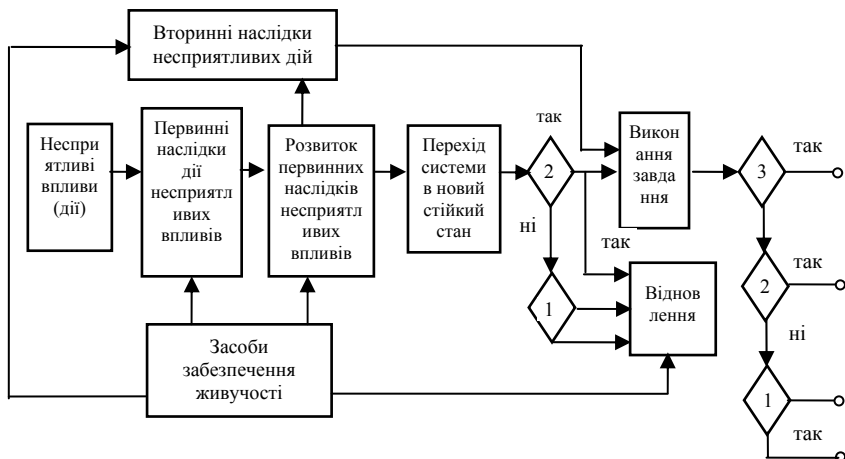 Вторинні наслідки
несприятливих дій
Неспри
ятливі
впливи
(дії)
Первинні
наслідки
дії
несприятл
ивих
впливів
Розвиток
первинних
наслідків
несприятл
ивих
впливів
Перехід
системи
в новий
стійкий
стан
так
2
ні
так
1
Викон
ання
завда
ння
Віднов
лення
3
так
2
так
ні
1
так
Засоби
забезпечення
живучості